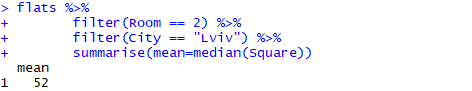 > flats %>%
+ filter(Room == 2) %>%
+ filter(City == "Lviv") %>%
+ summarise(mean=median(Square))
mean
1 52